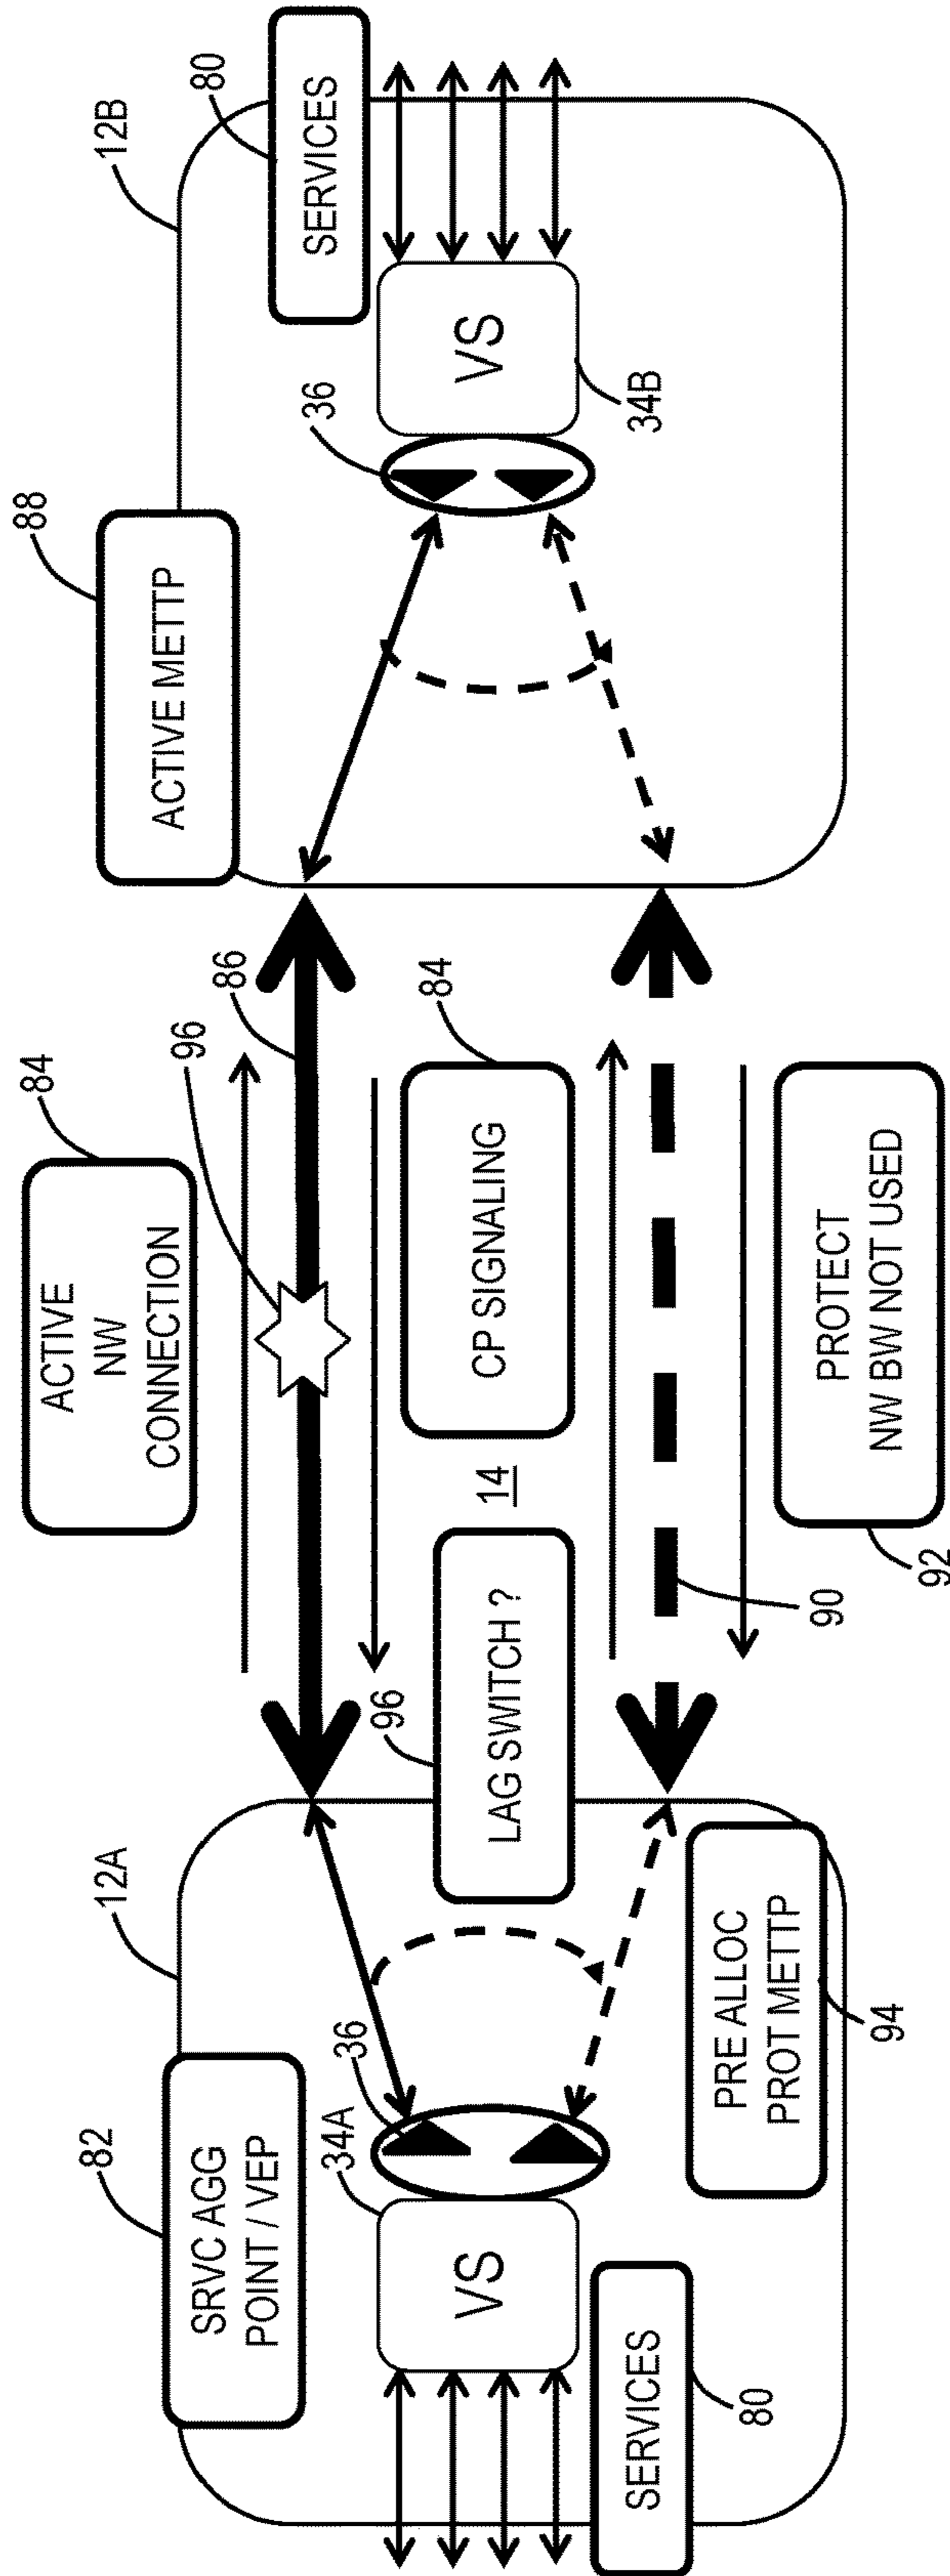 84
ACTIVE
NW
CONNECTION
88
ACTIVE METTP
12B
80
SERVICES
82
SRVC AGG
POINT / VEP
12A
96
86
36
34A
VS
36
VS
34B
96
LAG SWITCH ?
14
CP SIGNALING
84
SERVICES
80
PRE ALLOC
PROT METTP
94
90
92
PROTECT
NW BW NOT USED